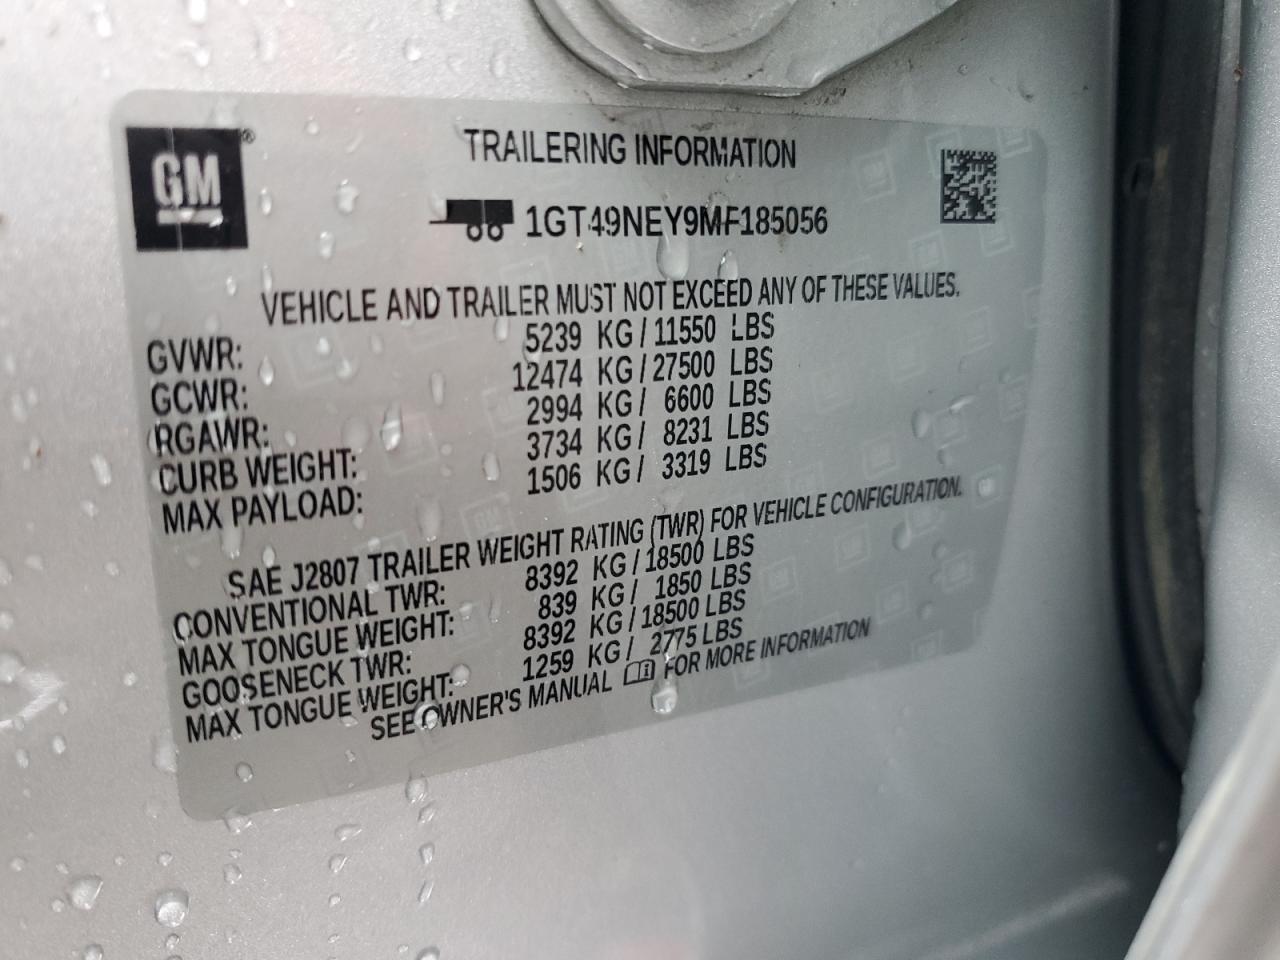 GM®
TRAILERING INFORMATION
1GT49NEY9MF185056
VEHICLE AND TRAILER MUST NOT EXCEED ANY OF THESE VALUES.
GVWR: 5239 KG / 11550 LBS
GCWR: 12474 KG / 27500 LBS
RGAWR: 2994 KG / 6600 LBS
CURB WEIGHT: 3734 KG / 8231 LBS
MAX PAYLOAD: 1506 KG / 3319 LBS
SAE J2807 TRAILER WEIGHT RATING (TWR) FOR VEHICLE CONFIGURATION.
CONVENTIONAL TWR: 8392 KG / 18500 LBS
MAX TONGUE WEIGHT: 839 KG / 1850 LBS
GOOSENECK TWR: 8392 KG / 18500 LBS
MAX TONGUE WEIGHT: 1259 KG / 2775 LBS
SEE OWNER'S MANUAL FOR MORE INFORMATION